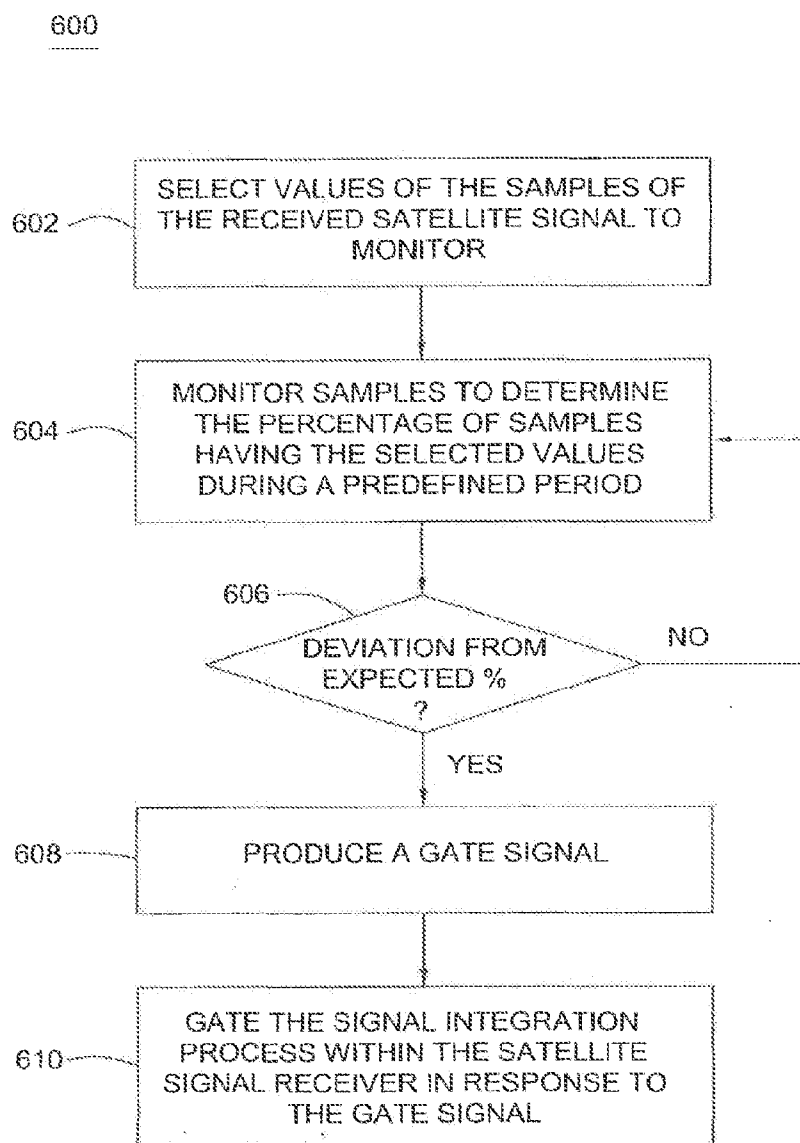 600
602
SELECT VALUES OF THE SAMPLES OF
THE RECEIVED SATELLITE SIGNAL TO
MONITOR
604
MONITOR SAMPLES TO DETERMINE
THE PERCENTAGE OF SAMPLES
HAVING THE SELECTED VALUES
DURING A PREDEFINED PERIOD
606
DEVIATION FROM
EXPECTED %
?
NO
YES
608
PRODUCE A GATE SIGNAL
610
GATE THE SIGNAL INTEGRATION
PROCESS WITHIN THE SATELLITE
SIGNAL RECEIVER IN RESPONSE TO
THE GATE SIGNAL